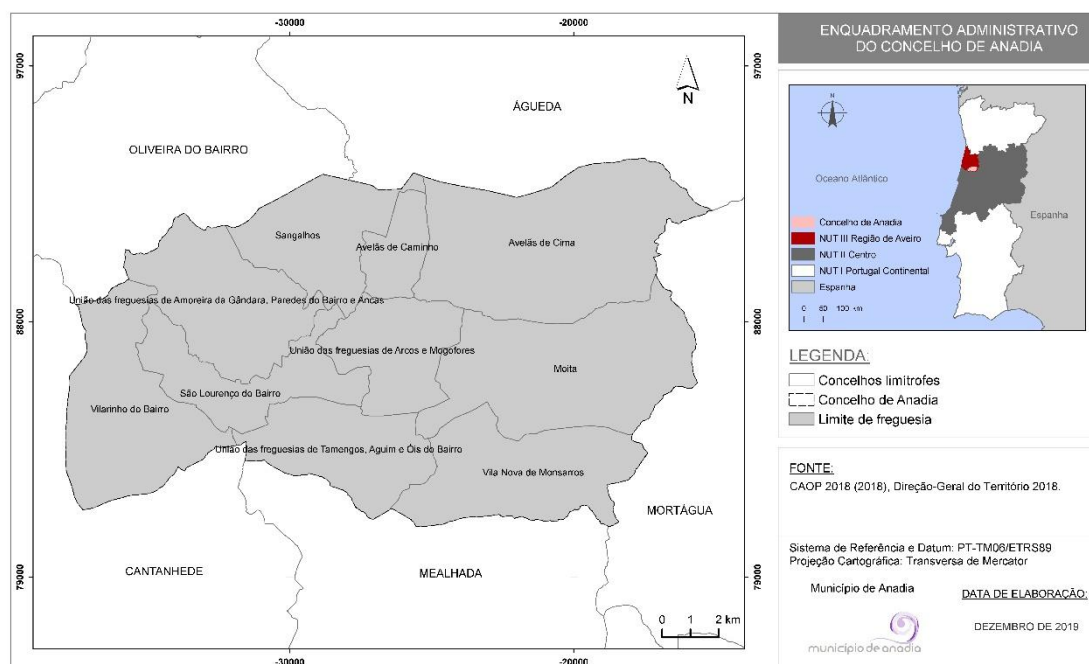 -30000
-20000
97000
97000
N
ÁGUEDA
OLIVEIRA DO BAIRRO
Sangalhos
Avelãs de Caminho
Avelãs de Cima
União das freguesias de Amoreira da Gândara, Paredes do Bairro e Ancas
88000
88000
União das freguesias de Arcos e Mogofores
Moita
São Lourenço do Bairro
Vilarinho do Bairro
União das freguesias de Tamengos, Aguim e Óis do Bairro
Vila Nova de Monsarros
MORTÁGUA
CANTANHEDE
MEALHADA
79000
79000
0 1 2 km
-30000
-20000
ENQUADRAMENTO ADMINISTRATIVO
DO CONCELHO DE ANADIA
N
Oceano Atlântico
Espanha
Concelho de Anadia
NUT III Região de Aveiro
NUT II Centro
NUT I Portugal Continental
Espanha
0 50 100 km
LEGENDA:
Concelhos limítrofes
Concelho de Anadia
Limite de freguesia
FONTE:
CAOP 2018 (2018), Direção-Geral do Território 2018.
Sistema de Referência e Datum: PT-TM06/ETRS89
Projeção Cartográfica: Transversa de Mercator
Município de Anadia
DATA DE ELABORAÇÃO:
DEZEMBRO DE 2019
município de anadia